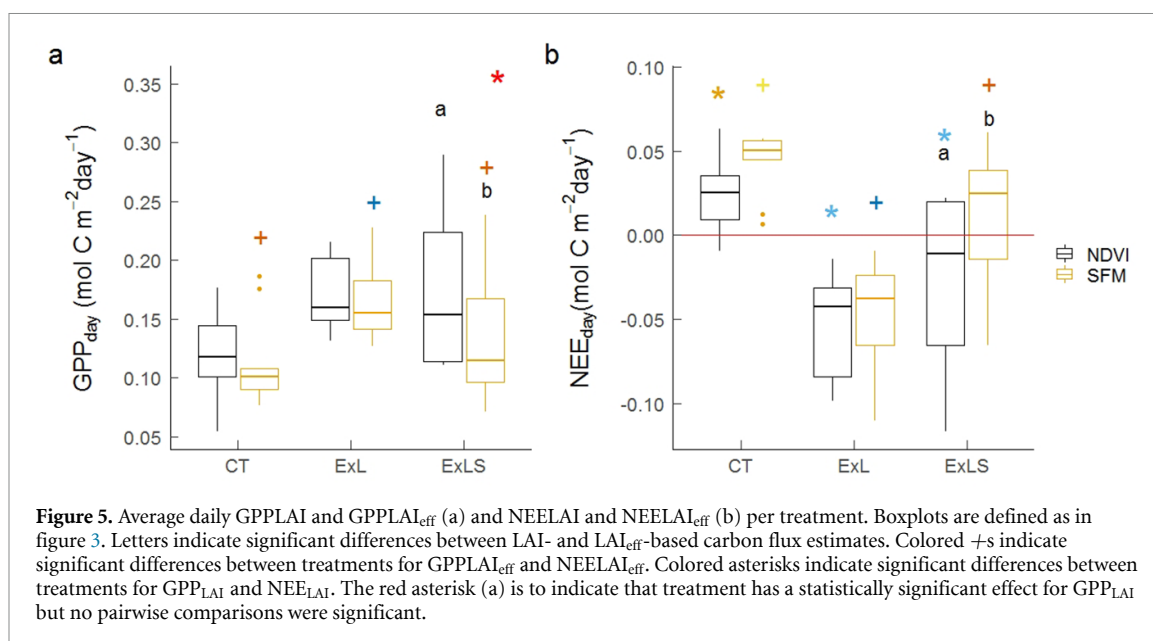 a
b
0.35
0.30
0.25
0.20
0.15
0.10
0.05
GPPday (mol C m−2day−1)
a
b
CT
ExL
ExLS
0.10
0.05
0.00
-0.05
-0.10
NEEday(mol C m−2day−1)
a
b
CT
ExL
ExLS
NDVI
SFM
Figure 5. Average daily GPPLAI and GPPLAIeff (a) and NEELAI and NEELAIeff (b) per treatment. Boxplots are defined as in
figure 3. Letters indicate significant differences between LAI- and LAIeff-based carbon flux estimates. Colored +s indicate
significant differences between treatments for GPPLAIeff and NEELAIeff. Colored asterisks indicate significant differences between
treatments for GPPLAI and NEELAI. The red asterisk (a) is to indicate that treatment has a statistically significant effect for GPPLAI
but no pairwise comparisons were significant.